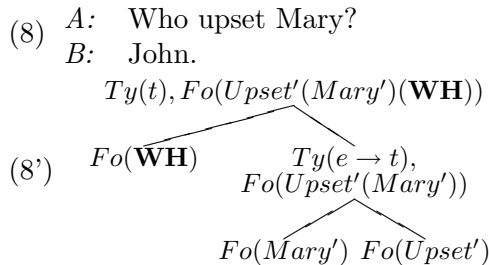 (8) A: Who upset Mary?
B: John.
Ty(t), Fo(Upset′(Mary′)(WH))
(8’) Fo(WH) Ty(e → t),
Fo(Upset′(Mary′))
Fo(Mary′) Fo(Upset′)